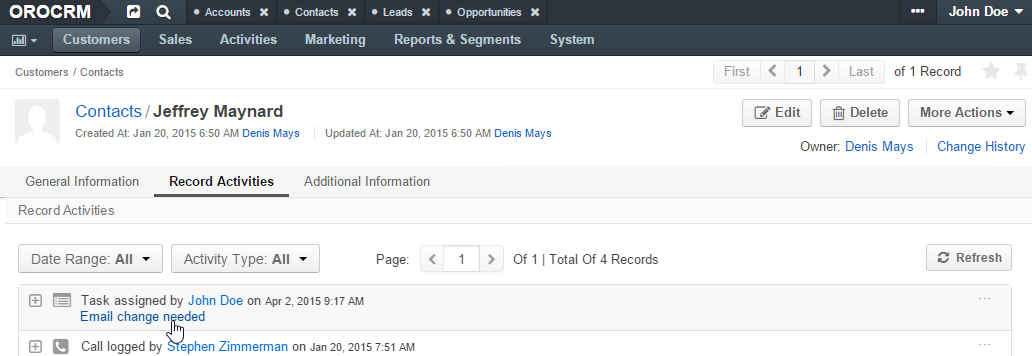 OROCRM Accounts × Contacts × Leads × Opportunities × ... John Doe
Customers Sales Activities Marketing Reports & Segments System
Customers / Contacts First 1 Last of 1 Record
Contacts / Jeffrey Maynard Edit Delete More Actions
Created At: Jan 20, 2015 6:50 AM Denis Mays Updated At: Jan 20, 2015 6:50 AM Denis Mays
Owner: Denis Mays Change History
General Information Record Activities Additional Information
Record Activities
Date Range: All Activity Type: All Page: 1 Of 1 | Total Of 4 Records Refresh
Task assigned by John Doe on Apr 2, 2015 9:17 AM ...
Email change needed
Call logged by Stephen Zimmerman on Jan 20, 2015 7:51 AM ...